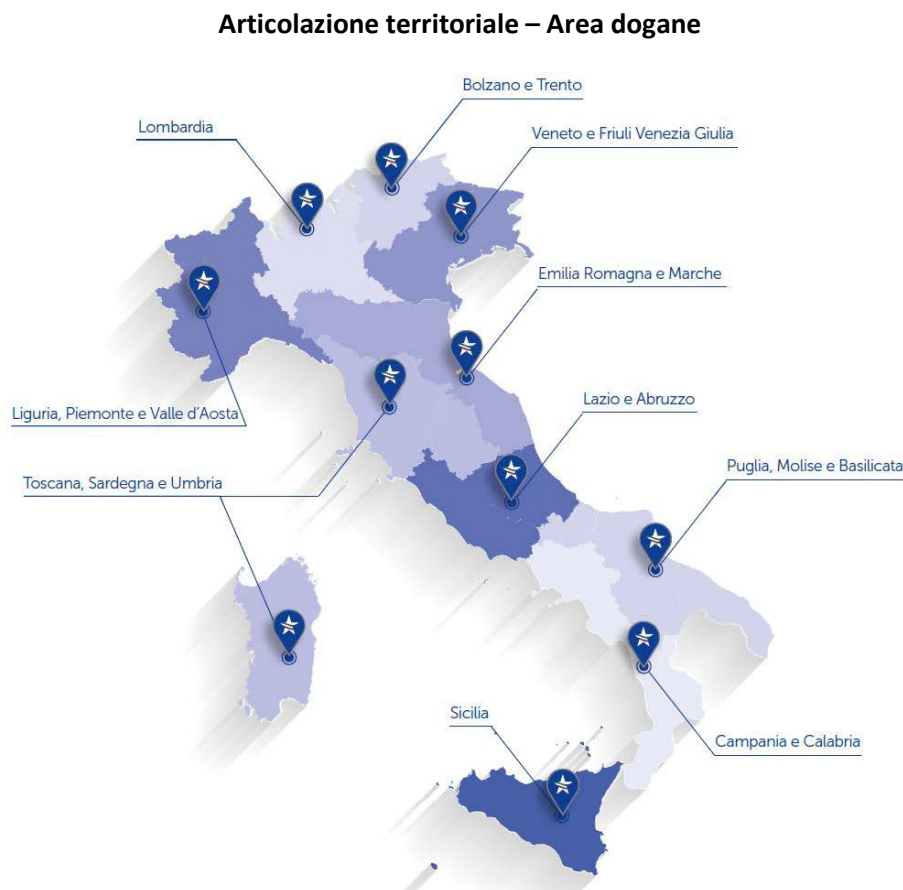 Articolazione territoriale – Area dogane
Bolzano e Trento
Lombardia
Veneto e Friuli Venezia Giulia
Emilia Romagna e Marche
Lazio e Abruzzo
Liguria, Piemonte e Valle d'Aosta
Puglia, Molise e Basilicata
Toscana, Sardegna e Umbria
Sicilia
Campania e Calabria